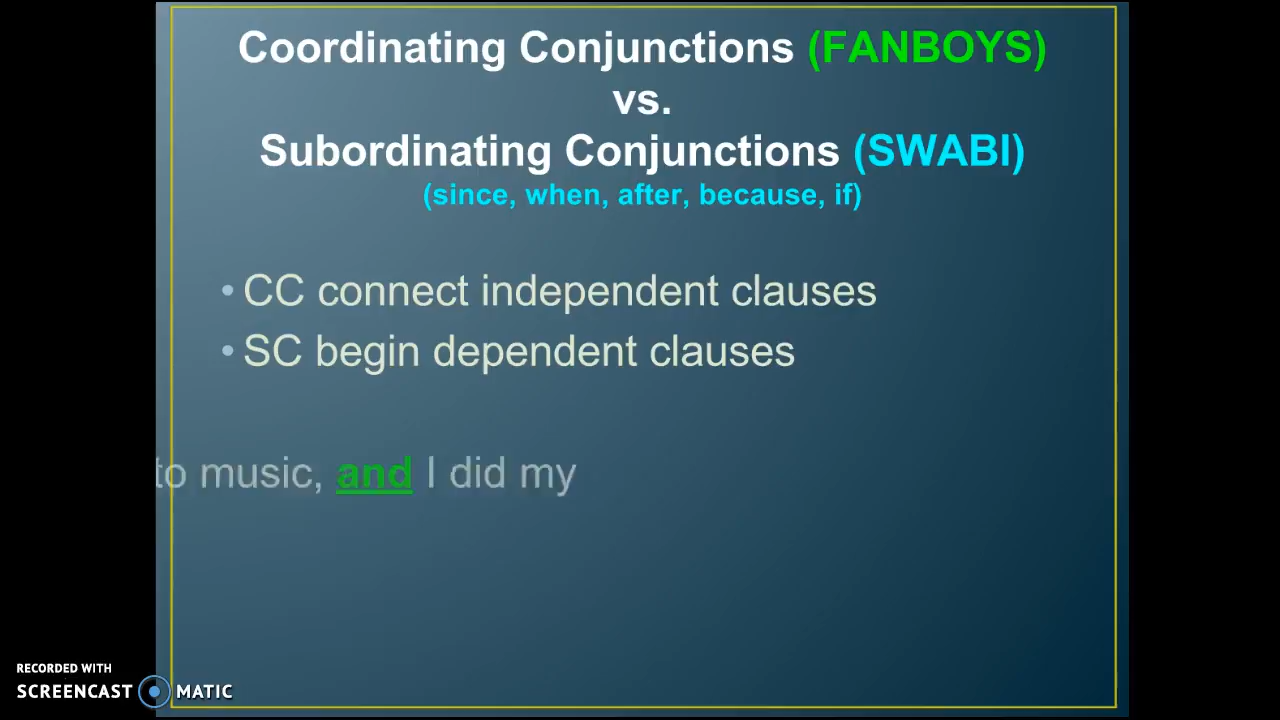 Coordinating Conjunctions (FANBOYS)
vs.
Subordinating Conjunctions (SWABI)
(since, when, after, because, if)
• CC connect independent clauses
• SC begin dependent clauses
to music, and I did my
RECORDED WITH
SCREENCAST MATIC